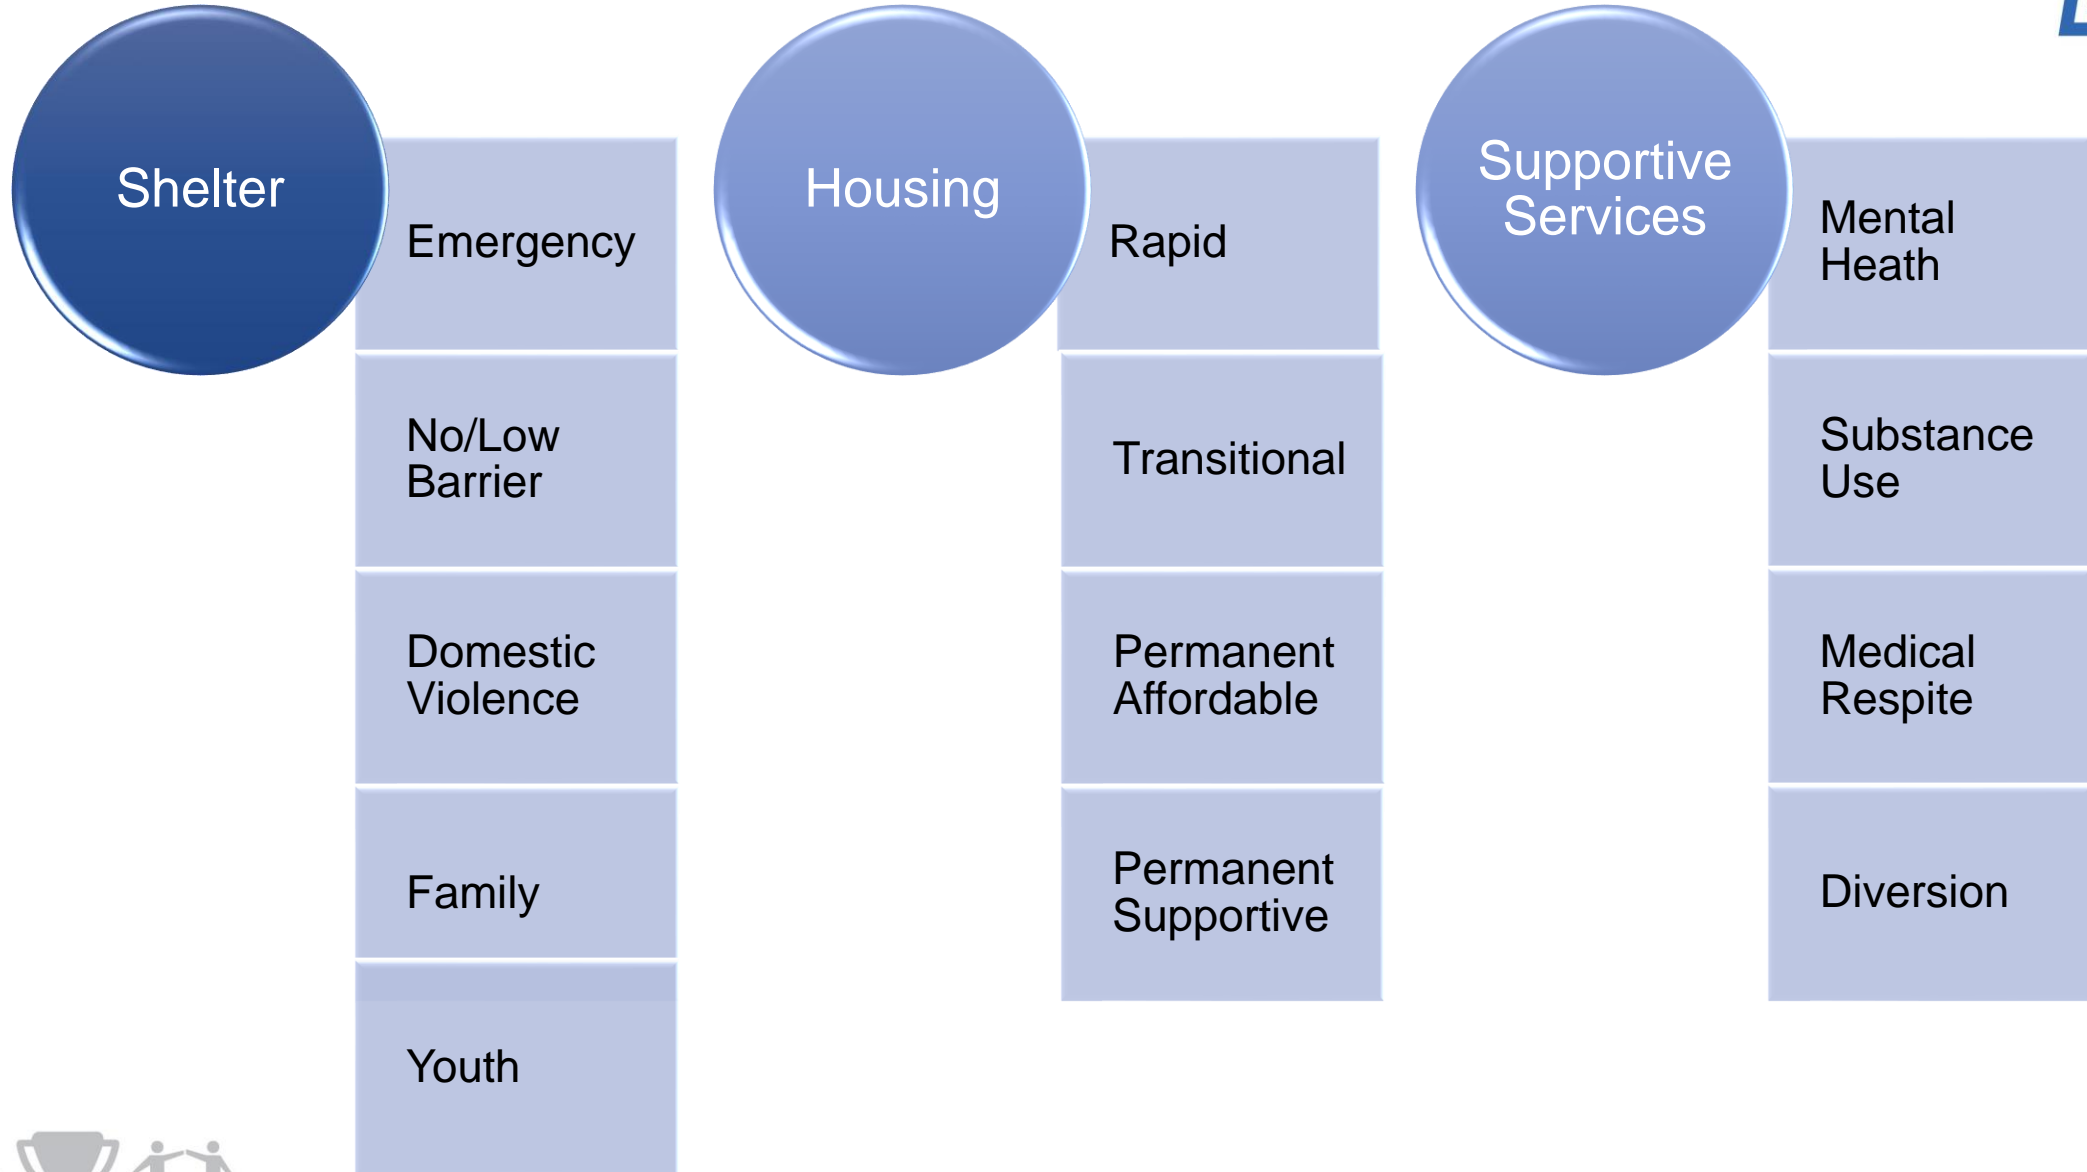 Shelter
Emergency
No/Low
Barrier
Domestic
Violence
Family
Youth
Housing
Rapid
Transitional
Permanent
Affordable
Permanent
Supportive
Supportive
Services
Mental
Heath
Substance
Use
Medical
Respite
Diversion